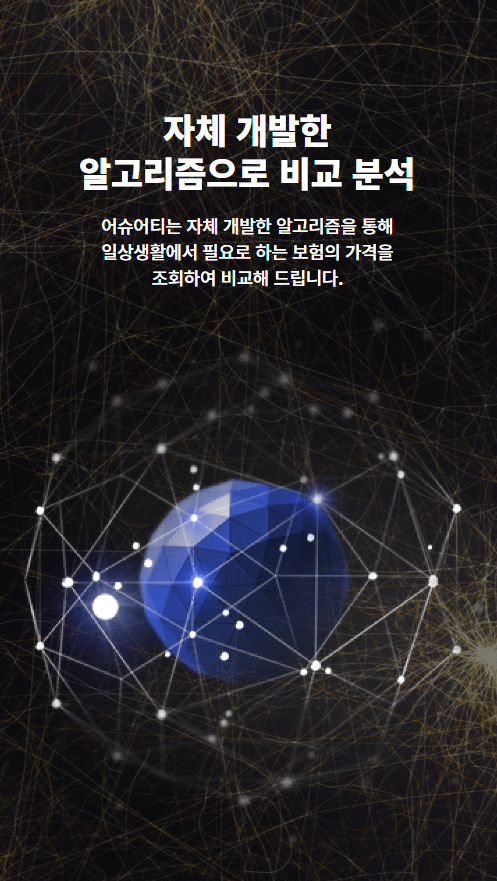 자체 개발한
알고리즘으로 비교 분석
어슈어티는 자체 개발한 알고리즘을 통해
일상생활에서 필요로 하는 보험의 가격을
조회하여 비교해 드립니다.